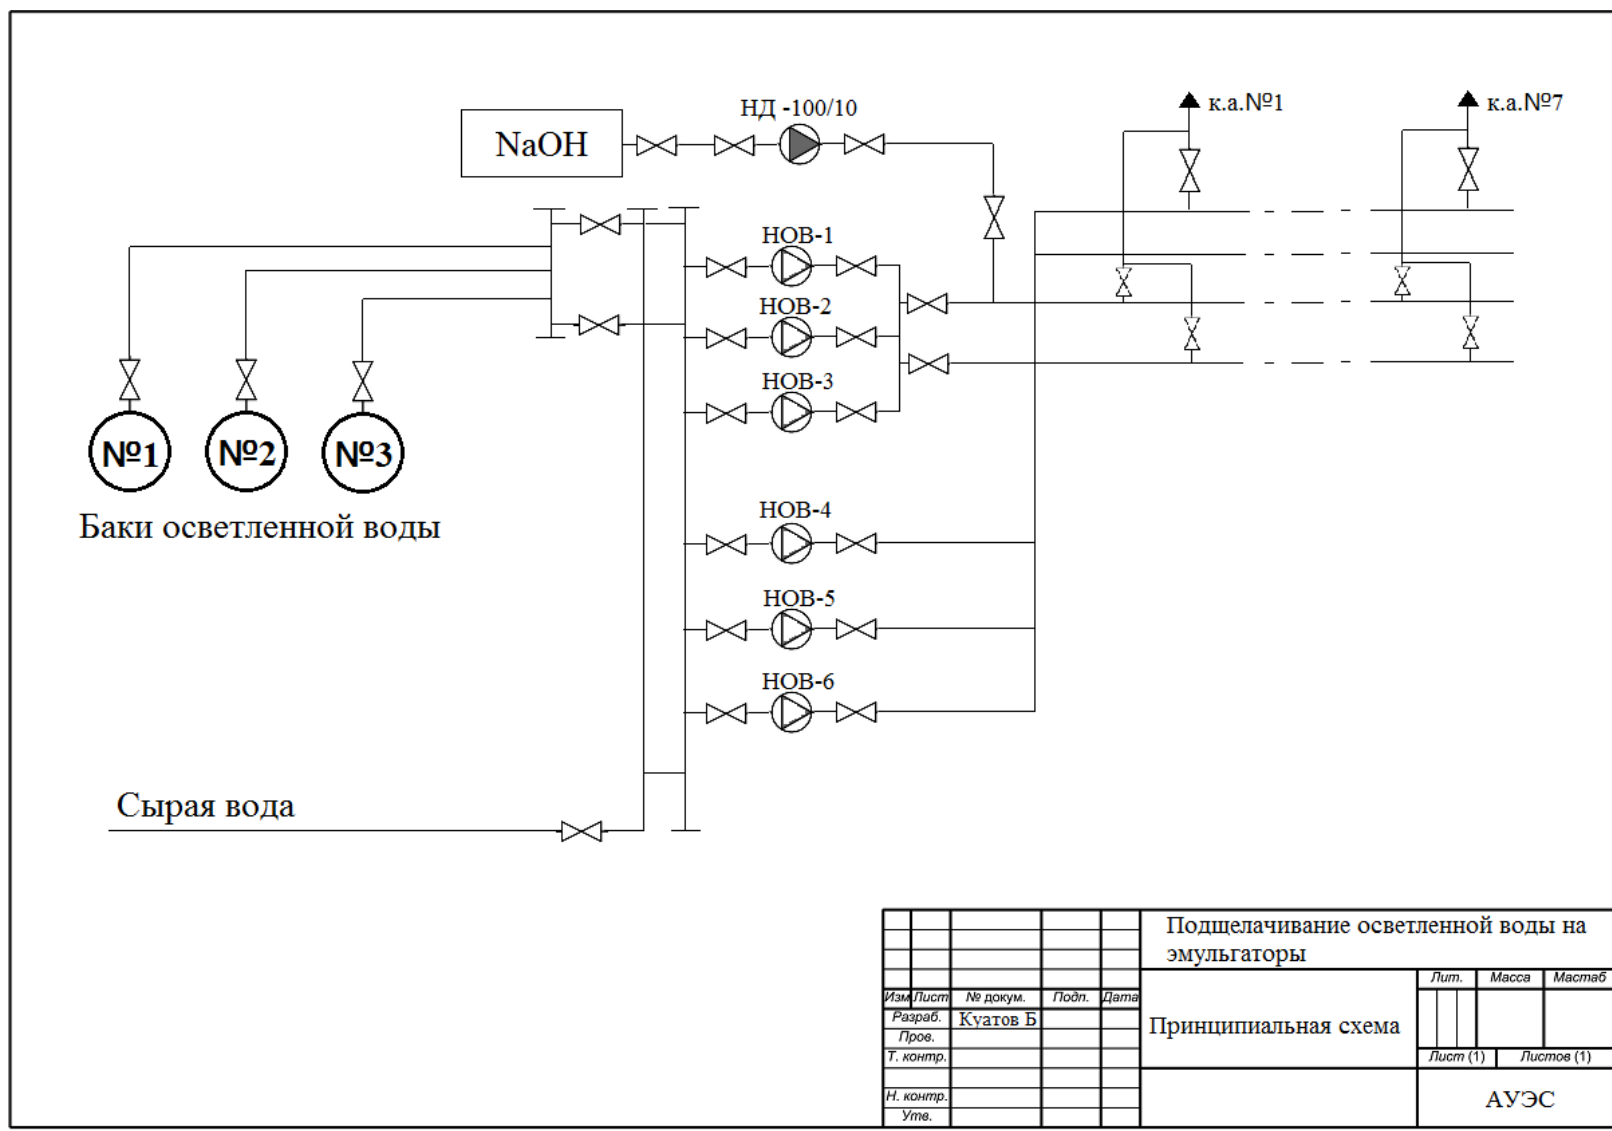 НД -100/10
к.а.№1
к.а.№7
NaOH
НОВ-1
НОВ-2
НОВ-3
№1
№2
№3
Баки осветленной воды
НОВ-4
НОВ-5
НОВ-6
Сырая вода
Подщелачивание осветленной воды на
эмульгаторы
Лит.
Масса
Мастаб
Изм
Лист
№ докум.
Подп.
Дата
Разраб.
Куатов Б
Принципиальная схема
Пров.
Т. контр.
Лист (1)
Листов (1)
Н. контр.
АУЭС
Утв.